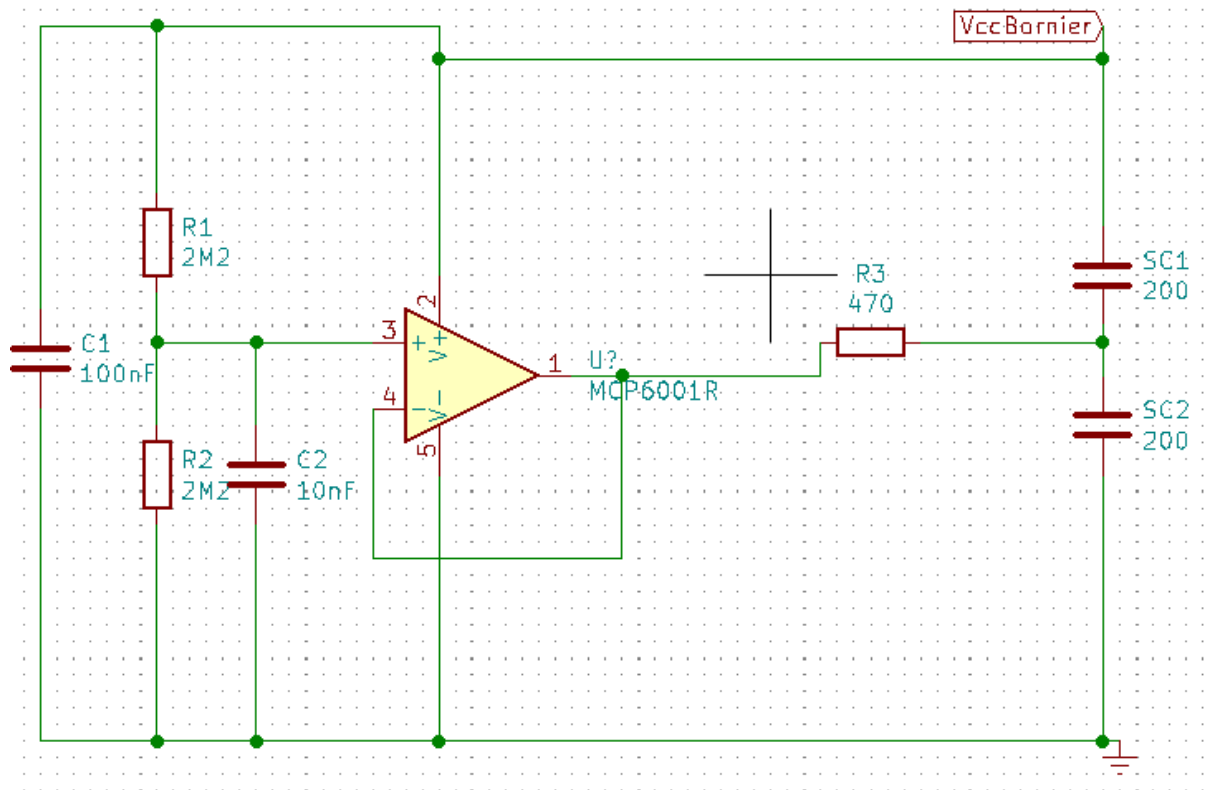 VccBornier
R1
2M2
C1
100nF
R2
2M2
C2
10nF
3
+
2
V+
4
-
V-
5
1
U?
MCP6001R
R3
470
SC1
200
SC2
200